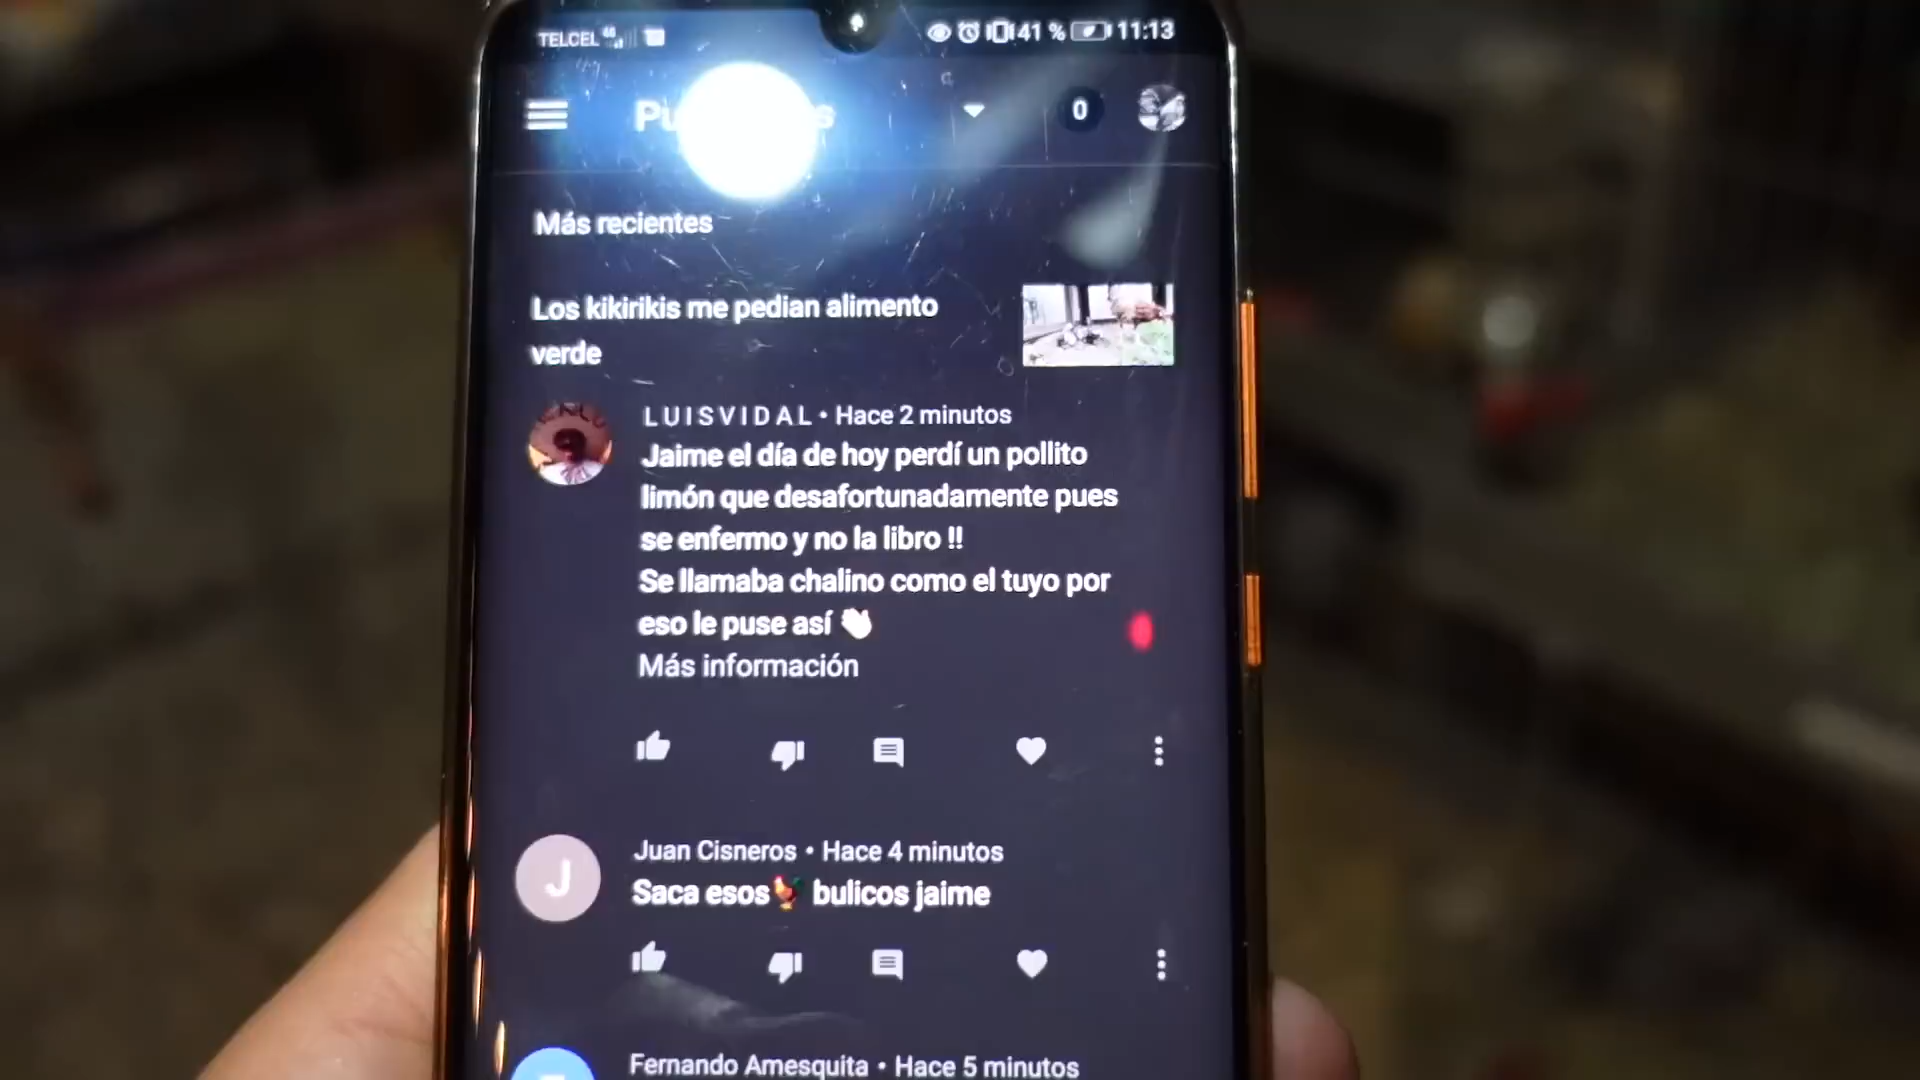 TELCEL 4G 41 % 11:13
0
Más recientes
Los kikirikis me pedian alimento
verde
LUISVIDAL • Hace 2 minutos
Jaime el día de hoy perdí un pollito
limón que desafortunadamente pues
se enfermo y no la libro !!
Se llamaba chalino como el tuyo por
eso le puse así 👋
Más información
J
Juan Cisneros • Hace 4 minutos
Saca esos🐓 bulicos jaime
Fernando Amesquita • Hace 5 minutos